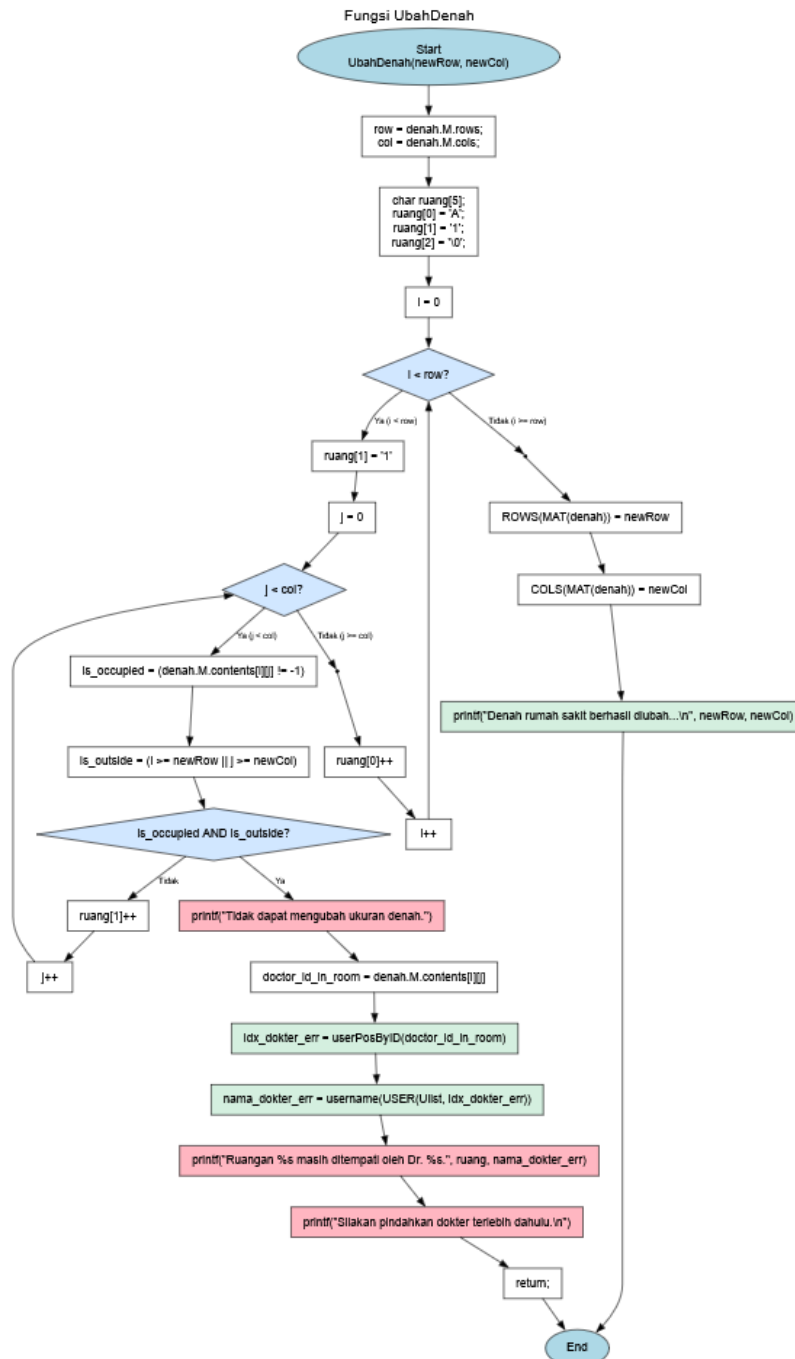 Fungsi UbahDenah
Start
UbahDenah(newRow, newCol)
row = denah.M.rows;
col = denah.M.cols;
char ruang[5];
ruang[0] = 'A';
ruang[1] = '1';
ruang[2] = '\0';
i = 0
i < row?
Ya (i < row)
Tidak (i >= row)
ruang[1] = '1'
j = 0
j < col?
Ya (j < col)
Tidak (j >= col)
is_occupied = (denah.M.contents[i][j] != -1)
is_outside = (i >= newRow || j >= newCol)
is_occupied AND is_outside?
Tidak
Ya
ruang[1]++
j++
ruang[0]++
i++
printf("Tidak dapat mengubah ukuran denah.")
doctor_id_in_room = denah.M.contents[i][j]
idx_dokter_err = userPosByID(doctor_id_in_room)
nama_dokter_err = username(USER(Ulist, idx_dokter_err))
printf("Ruangan %s masih ditempati oleh Dr. %s.", ruang, nama_dokter_err)
printf("Silakan pindahkan dokter terlebih dahulu.\n")
return;
ROWS(MAT(denah)) = newRow
COLS(MAT(denah)) = newCol
printf("Denah rumah sakit berhasil diubah...\n", newRow, newCol)
End